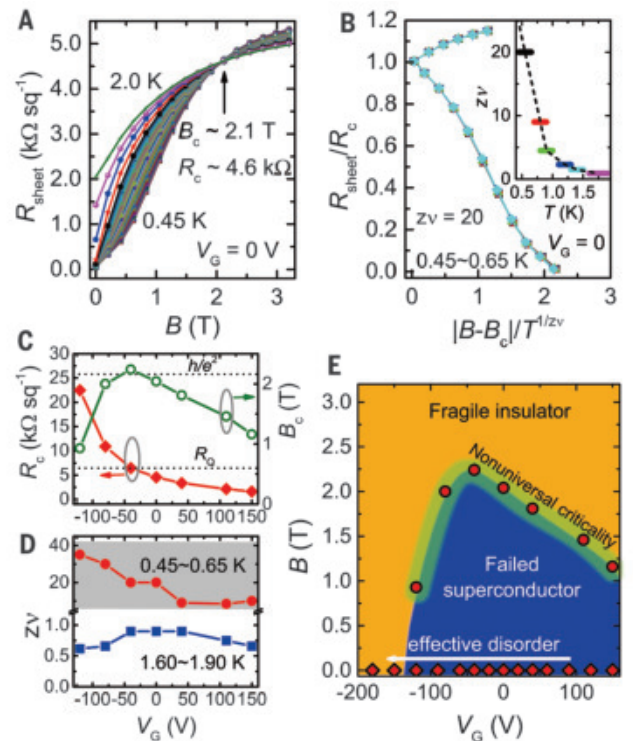 A
R_sheet (kΩ sq⁻¹)
5.0
4.0
3.0
2.0
1.0
0.0
2.0 K
B_c ~ 2.1 T
R_c ~ 4.6 kΩ
0.45 K
V_G = 0 V
0
1
2
3
B (T)
B
R_sheet/R_c
1.2
1.0
0.8
0.6
0.4
0.2
0.0
zν = 20
0.45~0.65 K
V_G = 0
0
1
2
3
|B-B_c|/T^1/zν
zν
20
10
0
0.5 1.0 1.5
T (K)
C
R_c (kΩ sq⁻¹)
30
25
20
15
10
5
0
h/e²
R_Q
B_c (T)
2
1
0
-100 -50 0 50 100 150
D
zν
40
20
1.0
0.5
0.0
0.45~0.65 K
1.60~1.90 K
-100 -50 0 50 100 150
V_G (V)
E
B (T)
3.0
2.5
2.0
1.5
1.0
0.5
0.0
Fragile insulator
Nonuniversal criticality
Failed
superconductor
effective disorder
-200 -100 0 100
V_G (V)